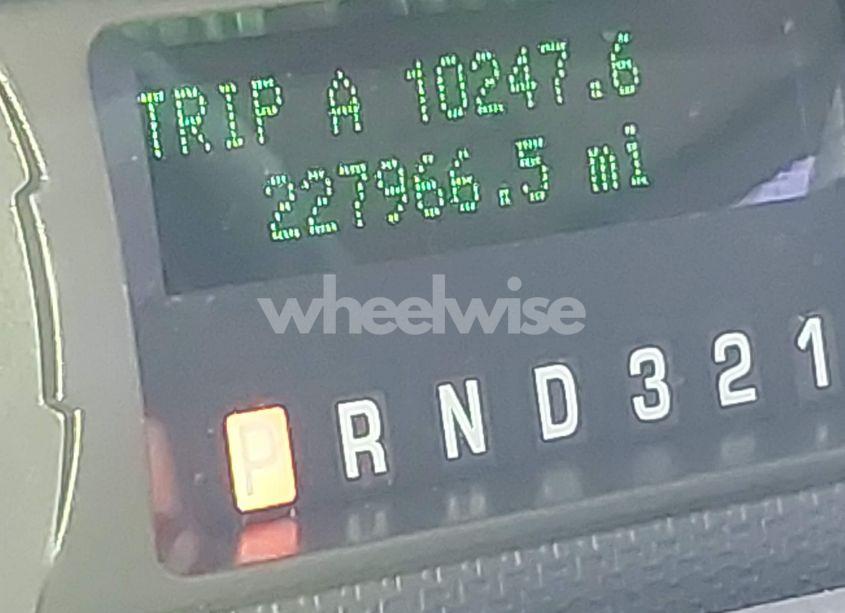 TRIP A 10247.6
227966.5 mi
wheelwise
P R N D 3 2 1